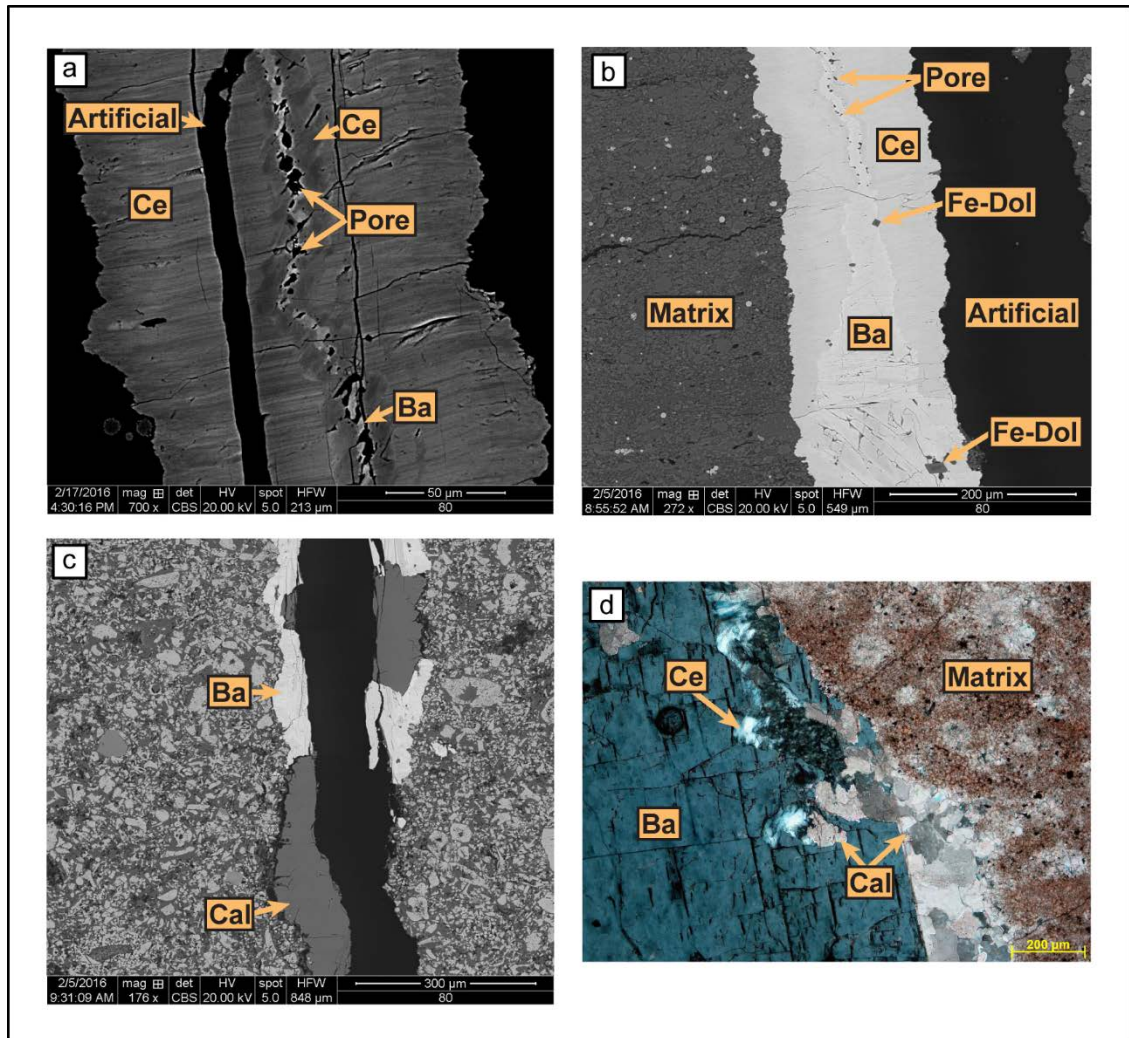 a
Artificial
Ce
Ce
Pore
Ba
2/17/2016 mag ⊞ det HV spot HFW 50 µm
4:30:16 PM 700 x CBS 20.00 kV 5.0 213 µm 80
b
Pore
Ce
Fe-Dol
Matrix
Artificial
Ba
Fe-Dol
2/5/2016 mag ⊞ det HV spot HFW 200 µm
8:55:52 AM 272 x CBS 20.00 kV 5.0 549 µm 80
c
Ba
Cal
2/5/2016 mag ⊞ det HV spot HFW 300 µm
9:31:09 AM 176 x CBS 20.00 kV 5.0 848 µm 80
d
Matrix
Ce
Ba
Cal
200 µm